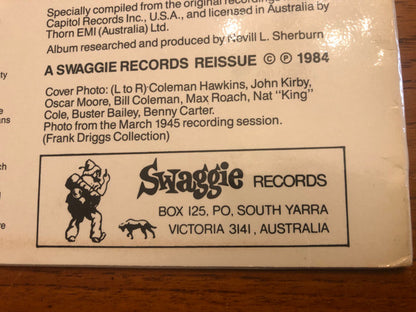 Specially compiled from the original recordings
Capitol Records Inc., U.S.A., and licensed in Australia by
Thorn EMI (Australia) Ltd.
Album researched and produced by Nevill L. Sherburn
A SWAGGIE RECORDS REISSUE © ℗ 1984
Cover Photo: (L to R) Coleman Hawkins, John Kirby,
Oscar Moore, Bill Coleman, Max Roach, Nat "King"
Cole, Buster Bailey, Benny Carter.
Photo from the March 1945 recording session.
(Frank Driggs Collection)
Swaggie RECORDS
BOX 125, PO, SOUTH YARRA
VICTORIA 3141, AUSTRALIA